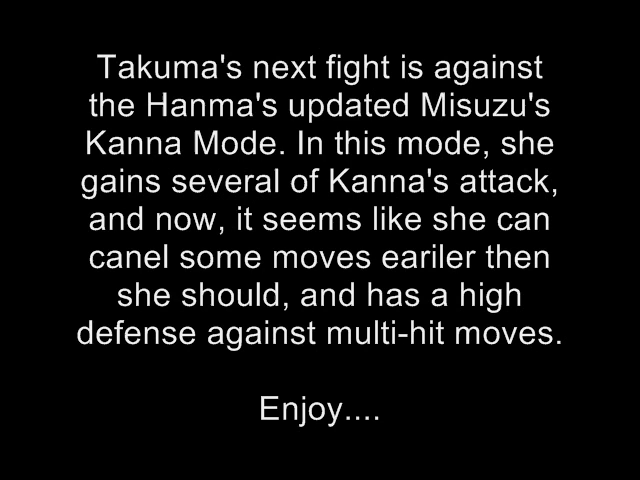 Takuma's next fight is against
the Hanma's updated Misuzu's
Kanna Mode. In this mode, she
gains several of Kanna's attack,
and now, it seems like she can
canel some moves eariler then
she should, and has a high
defense against multi-hit moves.
Enjoy....